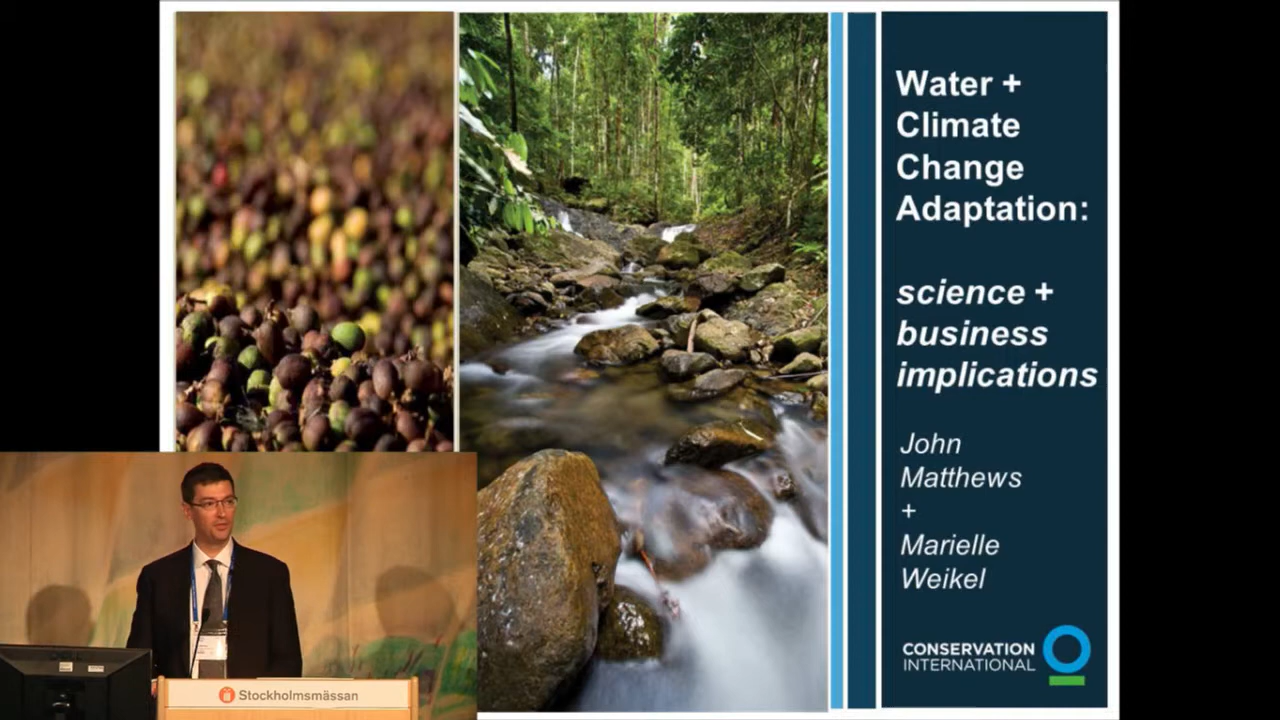 Water +
Climate
Change
Adaptation:
science +
business
implications
John
Matthews
+
Marielle
Weikel
CONSERVATION
INTERNATIONAL
Stockholmsmässan